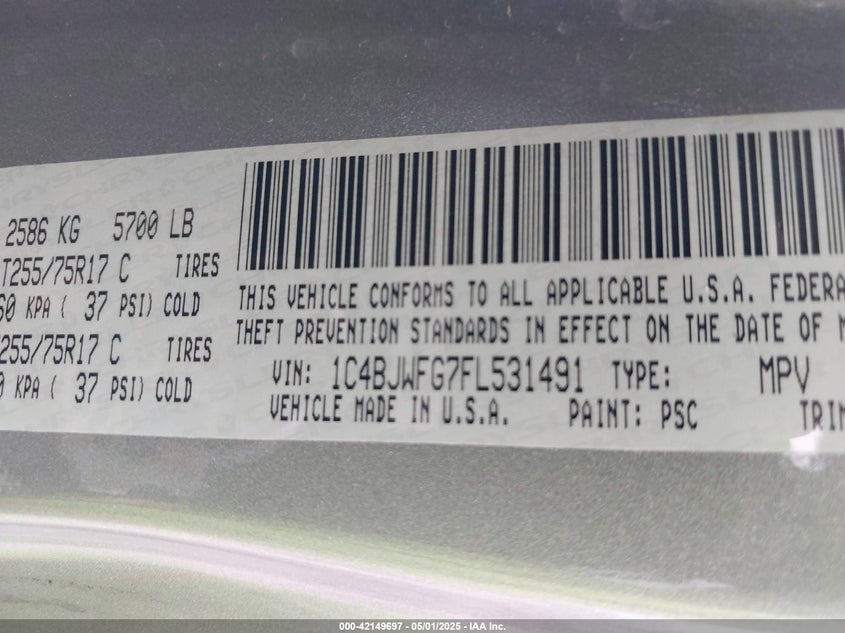 2586 KG 5700 LB
T255/75R17 C TIRES
KPA ( 37 PSI) COLD
255/75R17 C TIRES
KPA ( 37 PSI) COLD
THIS VEHICLE CONFORMS TO ALL APPLICABLE U.S.A. FEDERA
THEFT PREVENTION STANDARDS IN EFFECT ON THE DATE OF M
VIN: 1C4BJWFG7FL531491 TYPE: MPV
VEHICLE MADE IN U.S.A. PAINT: PSC TRIM
CHRYSLER
000-42149697 - 05/01/2025 - IAA Inc.